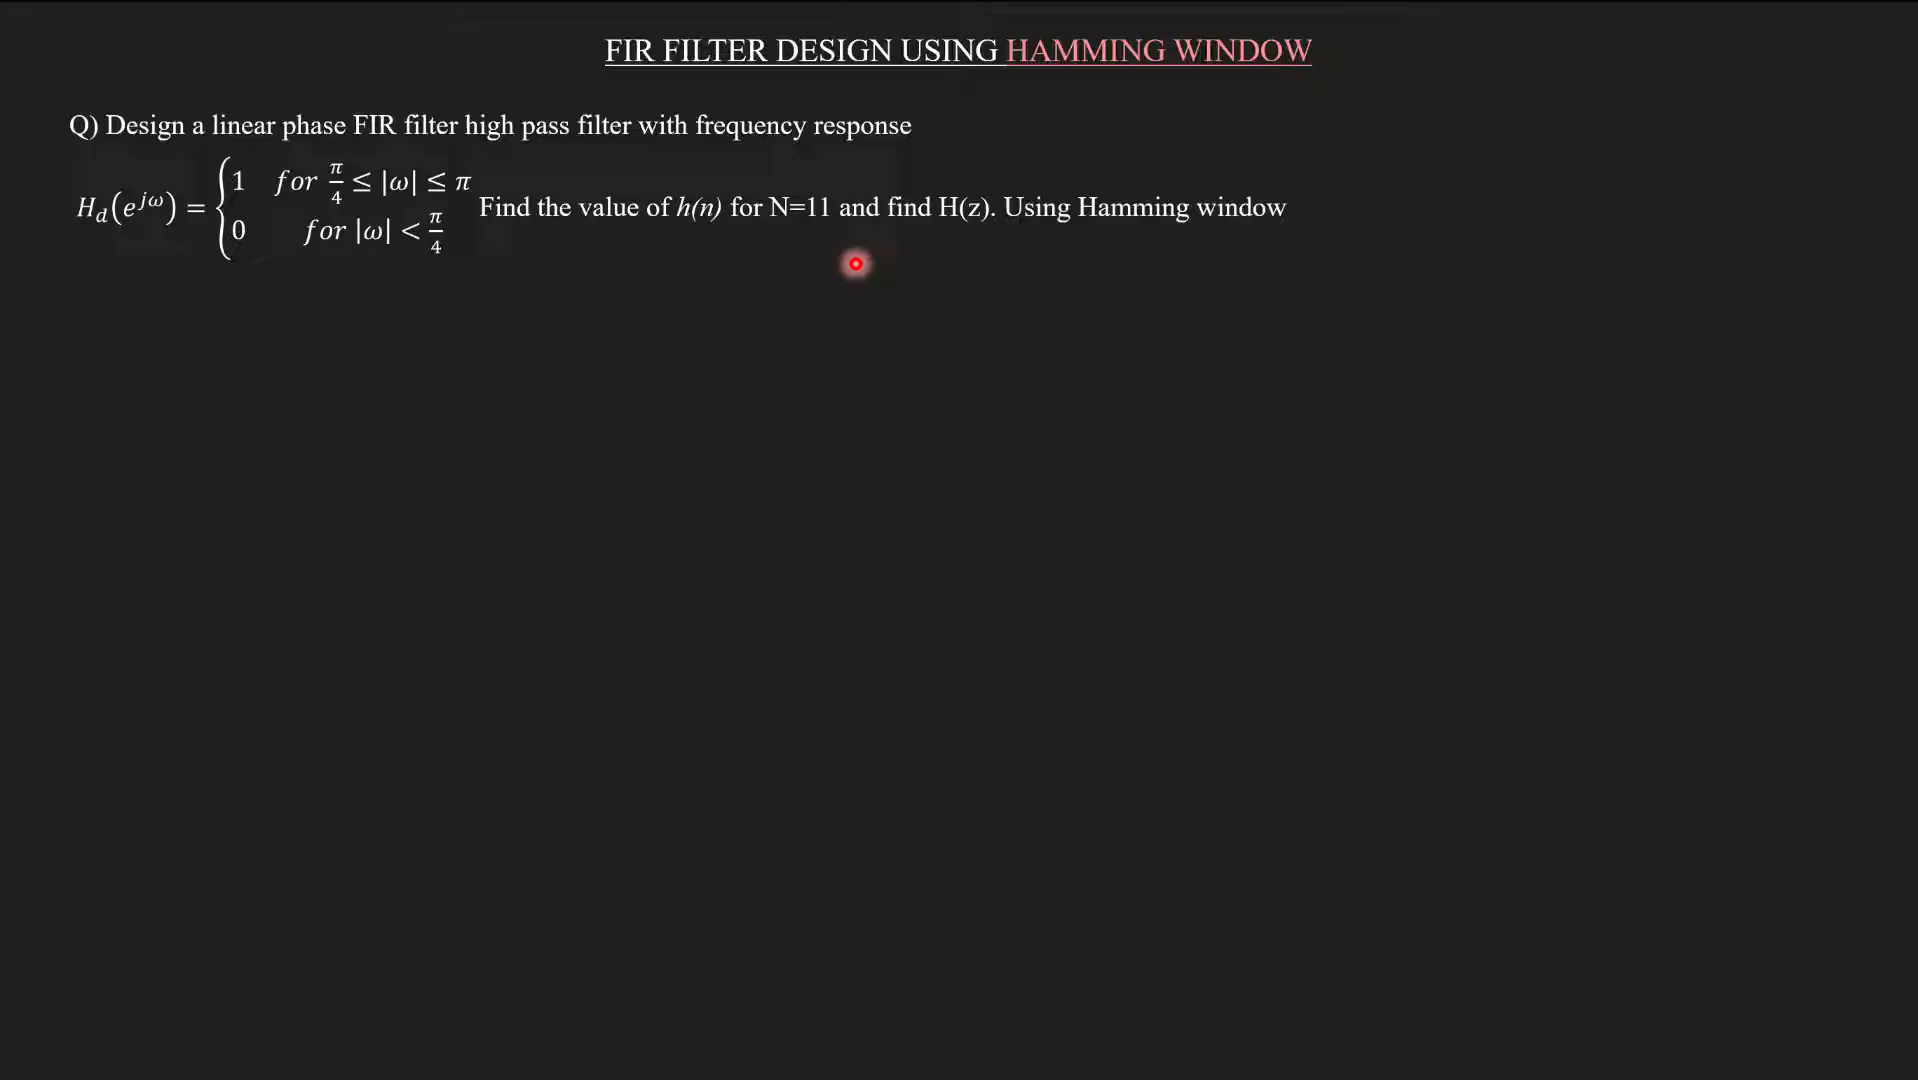 FIR FILTER DESIGN USING HAMMING WINDOW
Q) Design a linear phase FIR filter high pass filter with frequency response
H_d(e^{jω}) = {1 for π/4 ≤ |ω| ≤ π
0 for |ω| < π/4
Find the value of h(n) for N=11 and find H(z). Using Hamming window